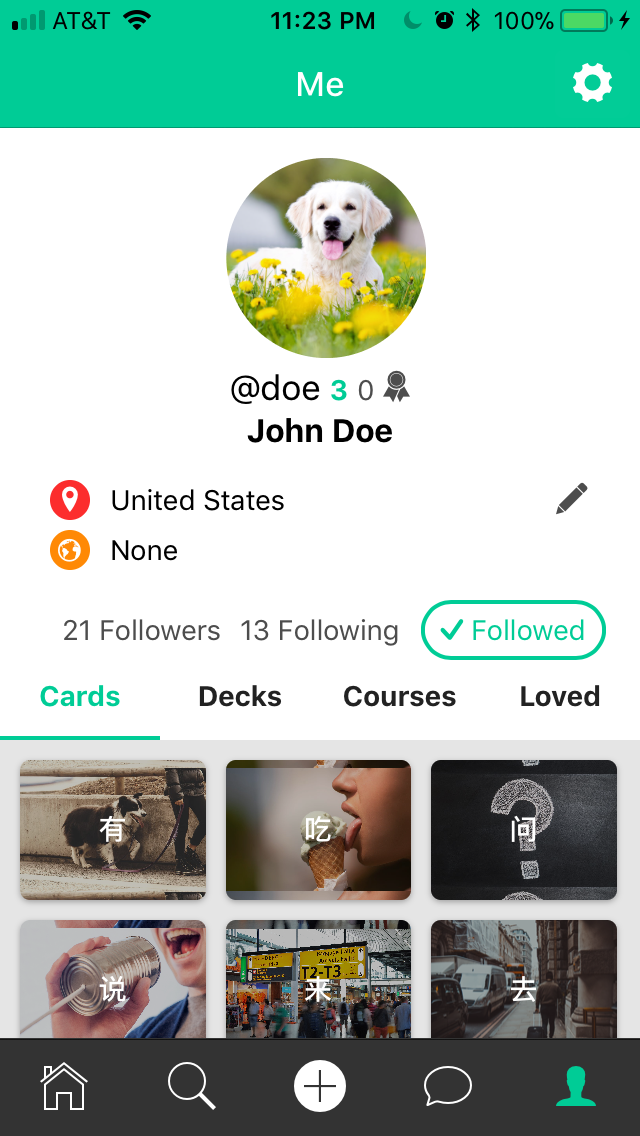 AT&T 11:23 PM 100%
Me
@doe 3 0
John Doe
United States
None
21 Followers 13 Following Followed
Cards Decks Courses Loved
有 吃 问
说 来 去
T2-T3